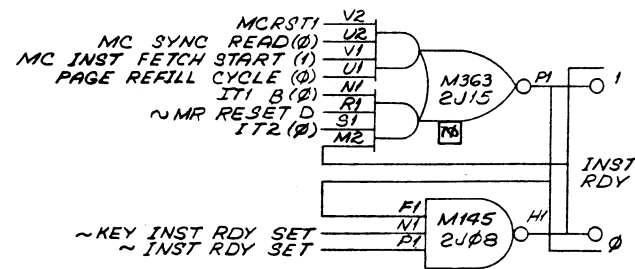 MCRST1 V2
MC SYNC READ(Ø) U2
MC INST FETCH START (1) V1
PAGE REFILL CYCLE (Ø) U1
IT1 B (Ø) N1
~ MR RESET D R1
IT2 (Ø) S1
M2
M363
2J15
P1
1
INST
RDY
F1
~ KEY INST RDY SET N1
~ INST RDY SET P1
M145
2JØ8
H1
Ø